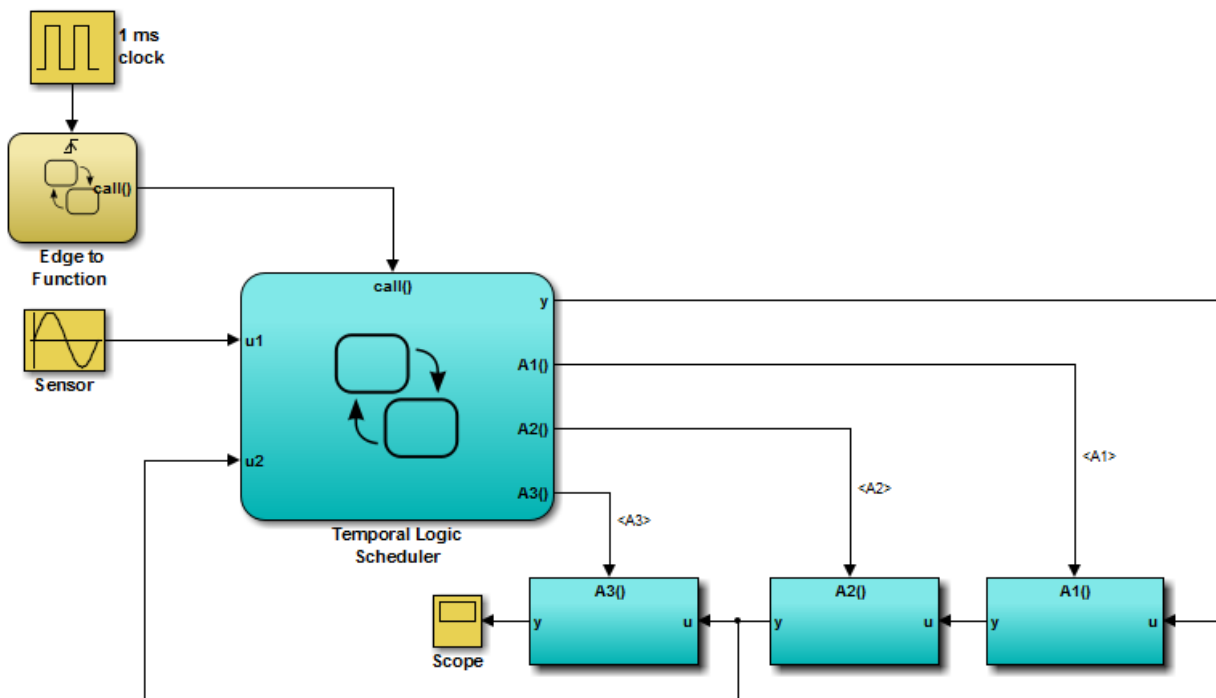 1 ms
clock
call()
Edge to
Function
call()
y
u1
Sensor
A1()
A2()
<A1>
u2
<A2>
A3()
<A3>
Temporal Logic
Scheduler
A3()
A2()
A1()
y
u
y
u
y
u
Scope